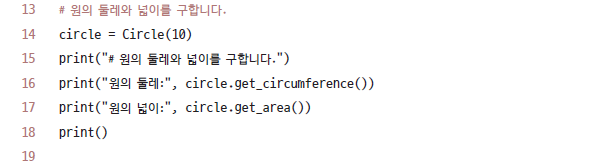 13 # 원의 둘레와 넓이를 구합니다.
14 circle = Circle(10)
15 print("# 원의 둘레와 넓이를 구합니다.")
16 print("원의 둘레:", circle.get_circumference())
17 print("원의 넓이:", circle.get_area())
18 print()
19